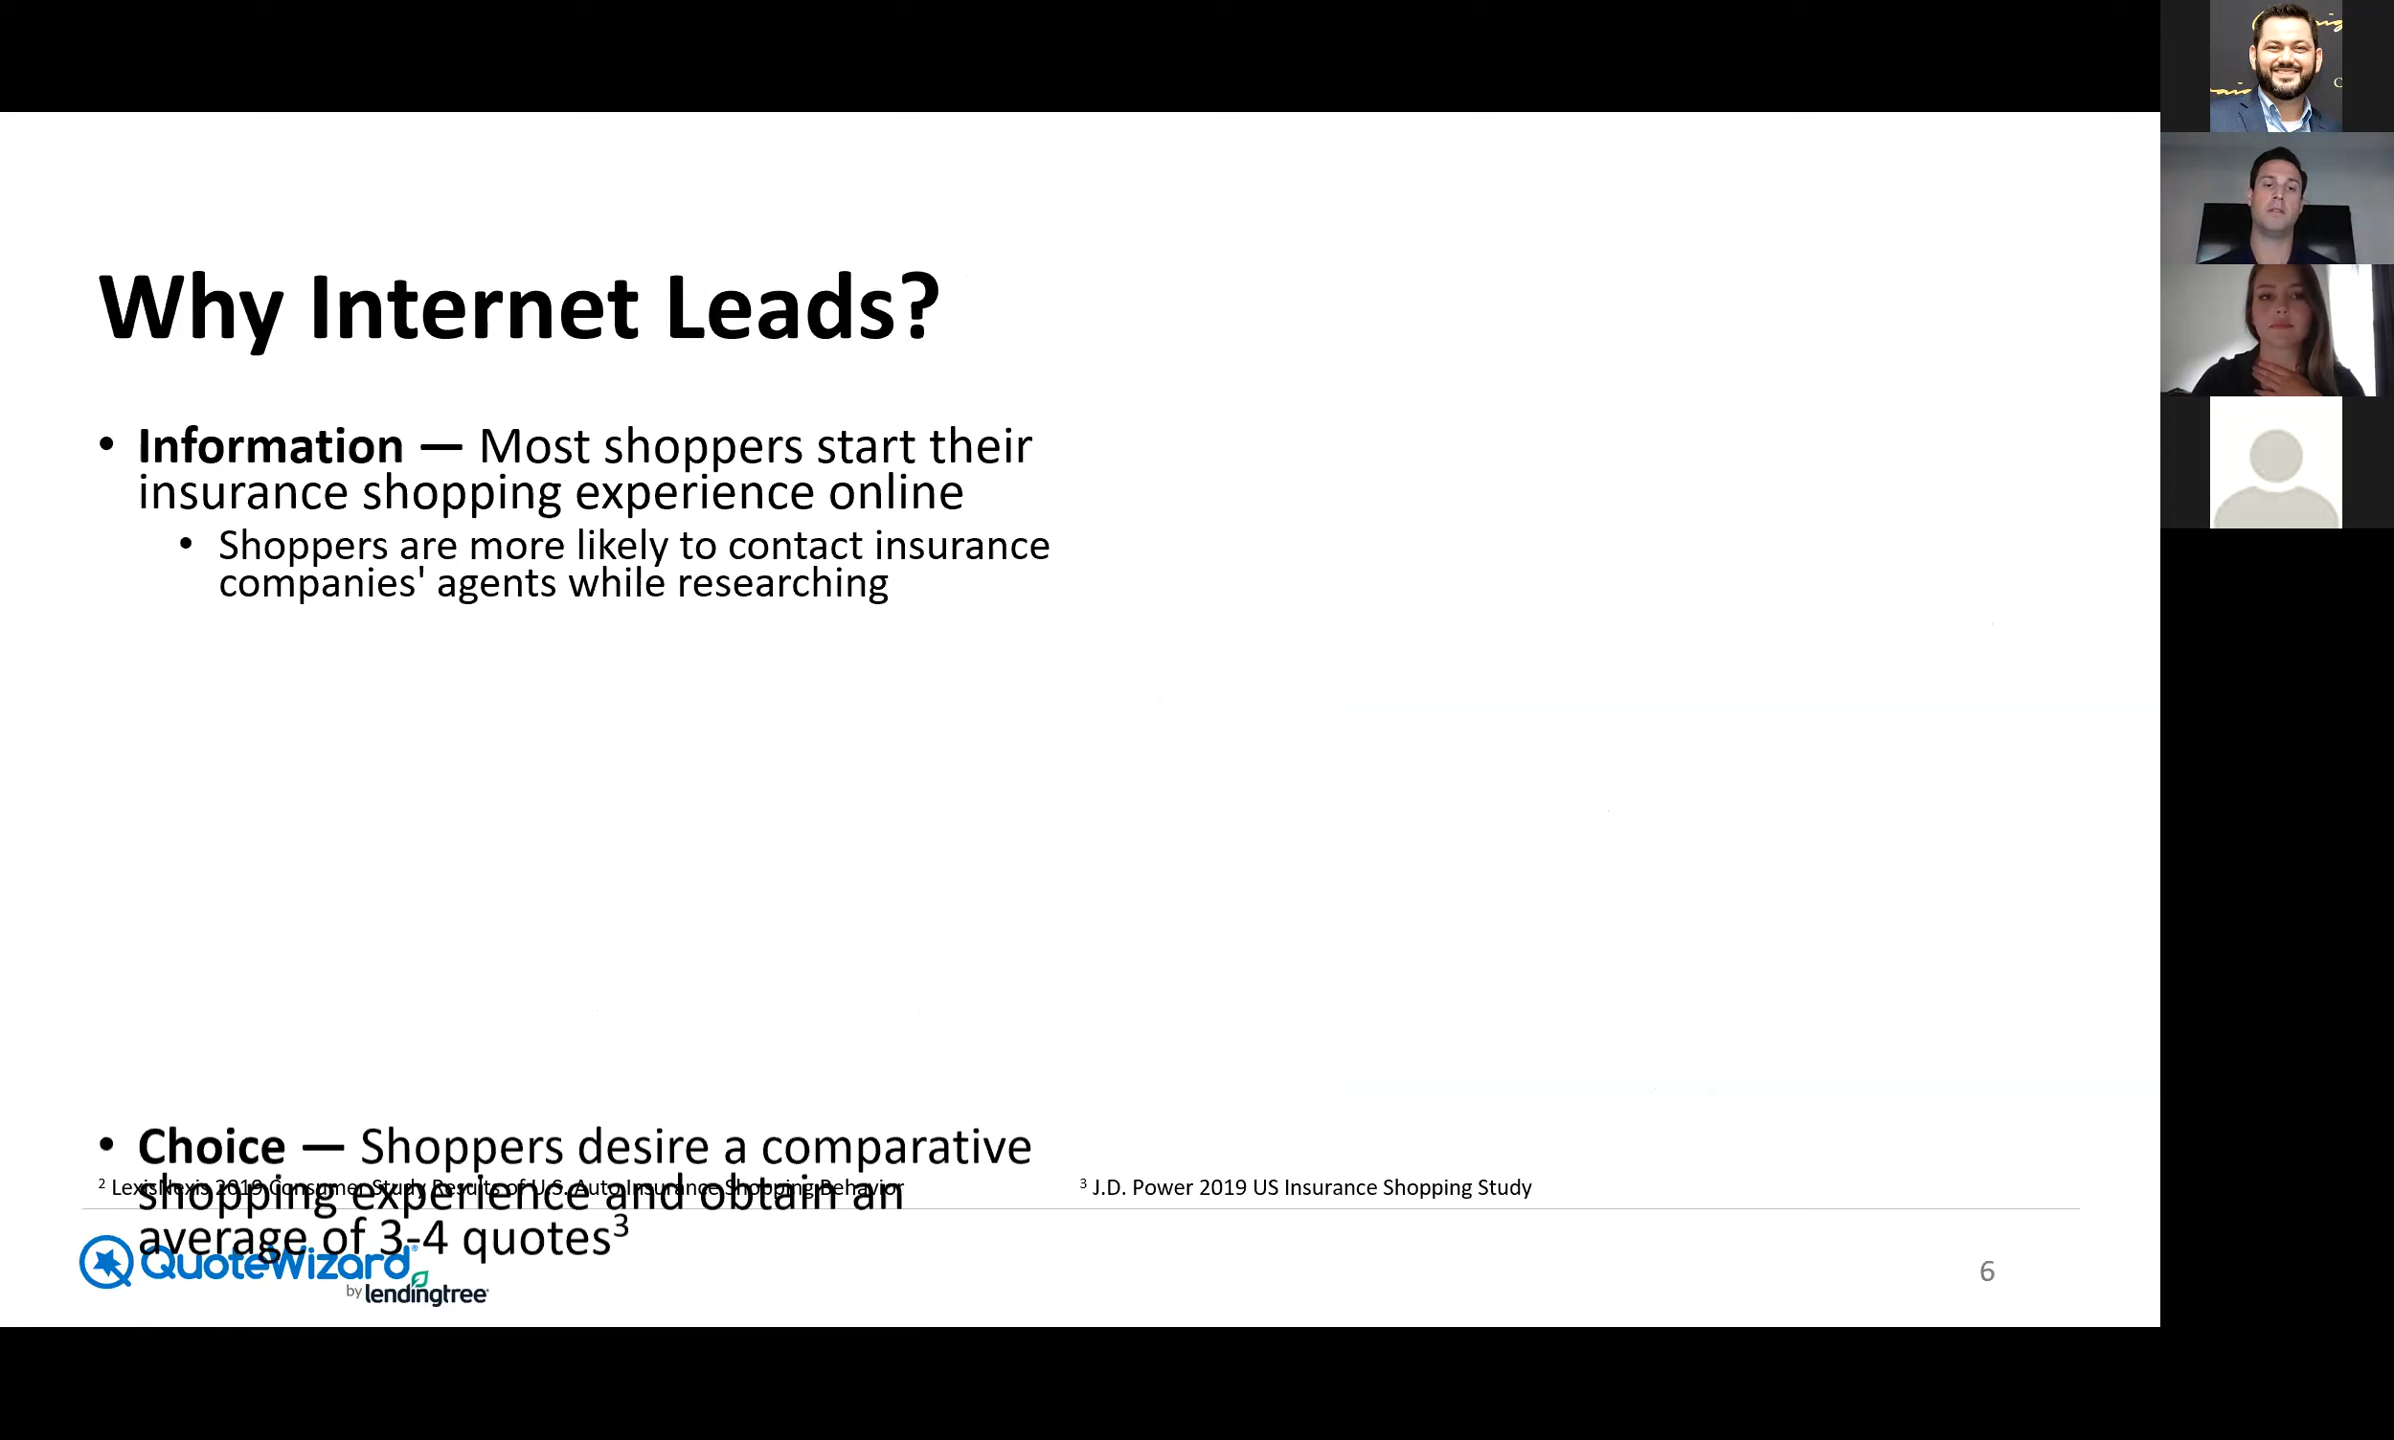 Why Internet Leads?
• Information — Most shoppers start their
insurance shopping experience online
• Shoppers are more likely to contact insurance
companies' agents while researching
• Choice — Shoppers desire a comparative
shopping experience and obtain an
average of 3-4 quotes³
² LexisNexis 2019 Consumer Study Results of U.S. Auto Insurance Shopping Behavior
³ J.D. Power 2019 US Insurance Shopping Study
QuoteWizard
by lendingtree
6